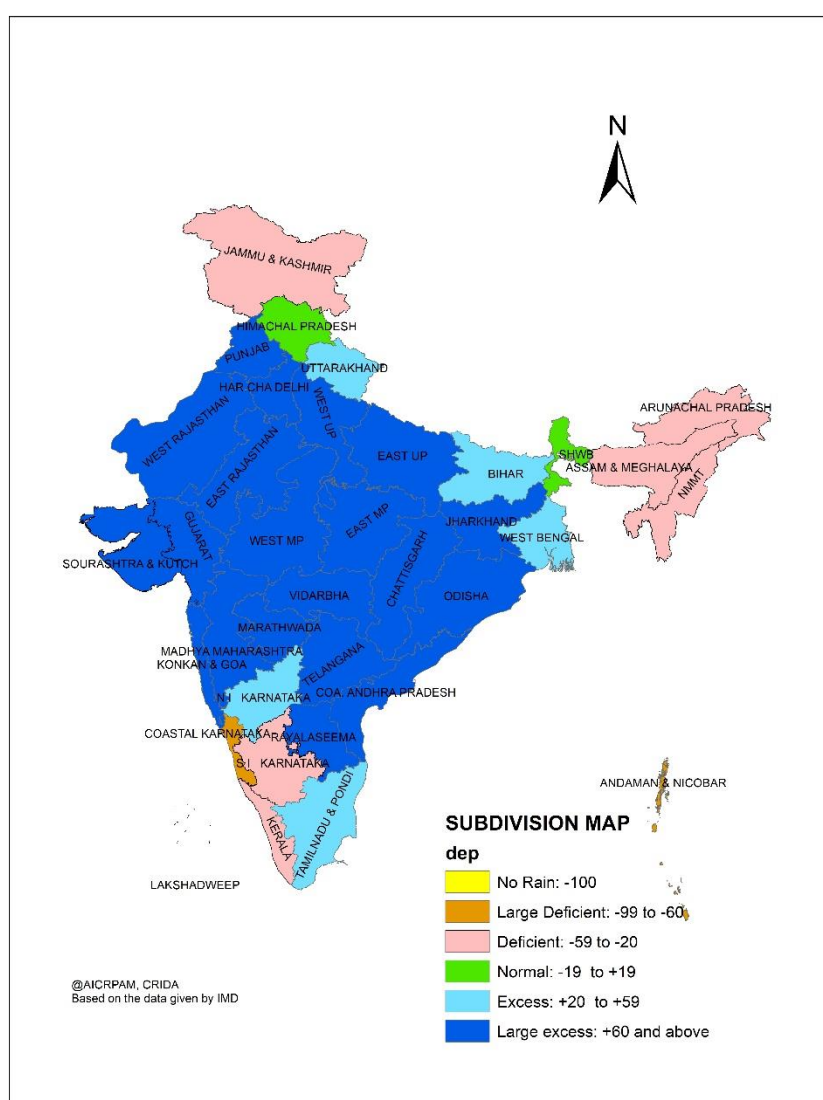 N
JAMMU & KASHMIR
HIMACHAL PRADESH
PUNJAB
UTTARAKHAND
HAR CHA DELHI
WEST UP
ARUNACHAL PRADESH
WEST RAJASTHAN
EAST RAJASTHAN
EAST UP
BIHAR
SHWB
ASSAM & MEGHALAYA
NMMT
GUJARAT
WEST MP
EAST MP
JHARKHAND
WEST BENGAL
SOURASHTRA & KUTCH
CHATTISGARH
VIDARBHA
ODISHA
MARATHWADA
MADHYA MAHARASHTRA
KONKAN & GOA
TELANGANA
N I KARNATAKA
COA. ANDHRA PRADESH
COASTAL KARNATAKA
RAYALASEEMA
S I KARNATAKA
ANDAMAN & NICOBAR
KERALA
TAMILNADU & PONDI
LAKSHADWEEP
SUBDIVISION MAP
dep
No Rain: -100
Large Deficient: -99 to -60
Deficient: -59 to -20
Normal: -19 to +19
Excess: +20 to +59
Large excess: +60 and above
@AICRPAM, CRIDA
Based on the data given by IMD